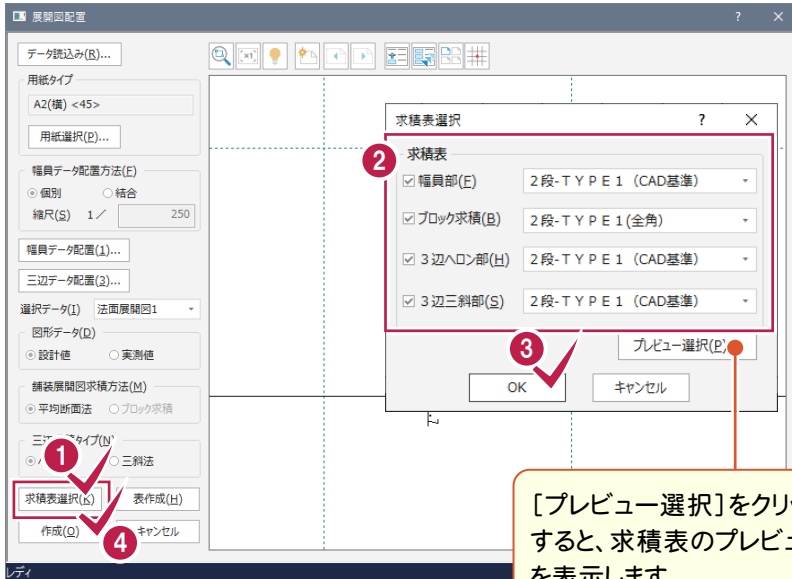 展開図配置
データ読込み(R)...
用紙タイプ
A2(横) <45>
用紙選択(P)...
幅員データ配置方法(F)
個別 結合
縮尺(S) 1/ 250
幅員データ配置(1)...
三辺データ配置(3)...
選択データ(I) 法面展開図1
図形データ(D)
設計値 実測値
舗装展開図求積方法(M)
平均断面法 ブロック求積
タイプ(N)
三斜法
1
求積表選択(K) 表作成(H)
作成(O) キャンセル
4
レディ
求積表選択 ? ×
2
求積表
幅員部(F) 2段-TYPE1(CAD基準)
ブロック求積(B) 2段-TYPE1(全角)
3辺ヘロン部(H) 2段-TYPE1(CAD基準)
3辺三斜部(S) 2段-TYPE1(CAD基準)
プレビュー選択(P)
3
OK キャンセル
[プレビュー選択]をクリッ
すると、求積表のプレビュ
を表示します